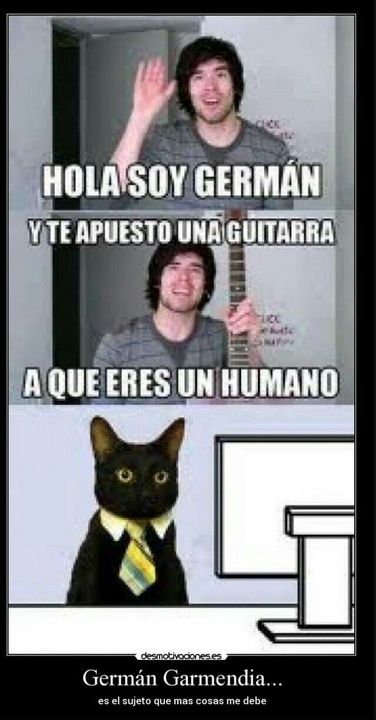 HOLA SOY GERMÁN
Y TE APUESTO UNA GUITARRA
A QUE ERES UN HUMANO
desmotivaciones.es
Germán Garmendia...
es el sujeto que mas cosas me debe